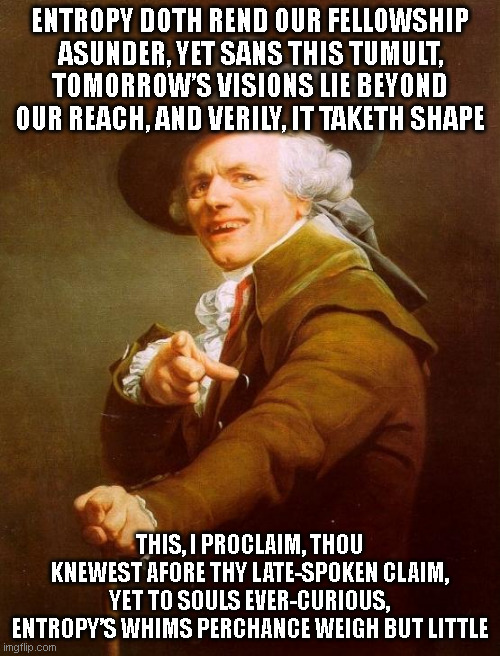 ENTROPY DOTH REND OUR FELLOWSHIP
ASUNDER, YET SANS THIS TUMULT,
TOMORROW'S VISIONS LIE BEYOND
OUR REACH, AND VERILY, IT TAKETH SHAPE
THIS, I PROCLAIM, THOU
KNEWEST AFORE THY LATE-SPOKEN CLAIM,
YET TO SOULS EVER-CURIOUS,
ENTROPY'S WHIMS PERCHANCE WEIGH BUT LITTLE
imgflip.com